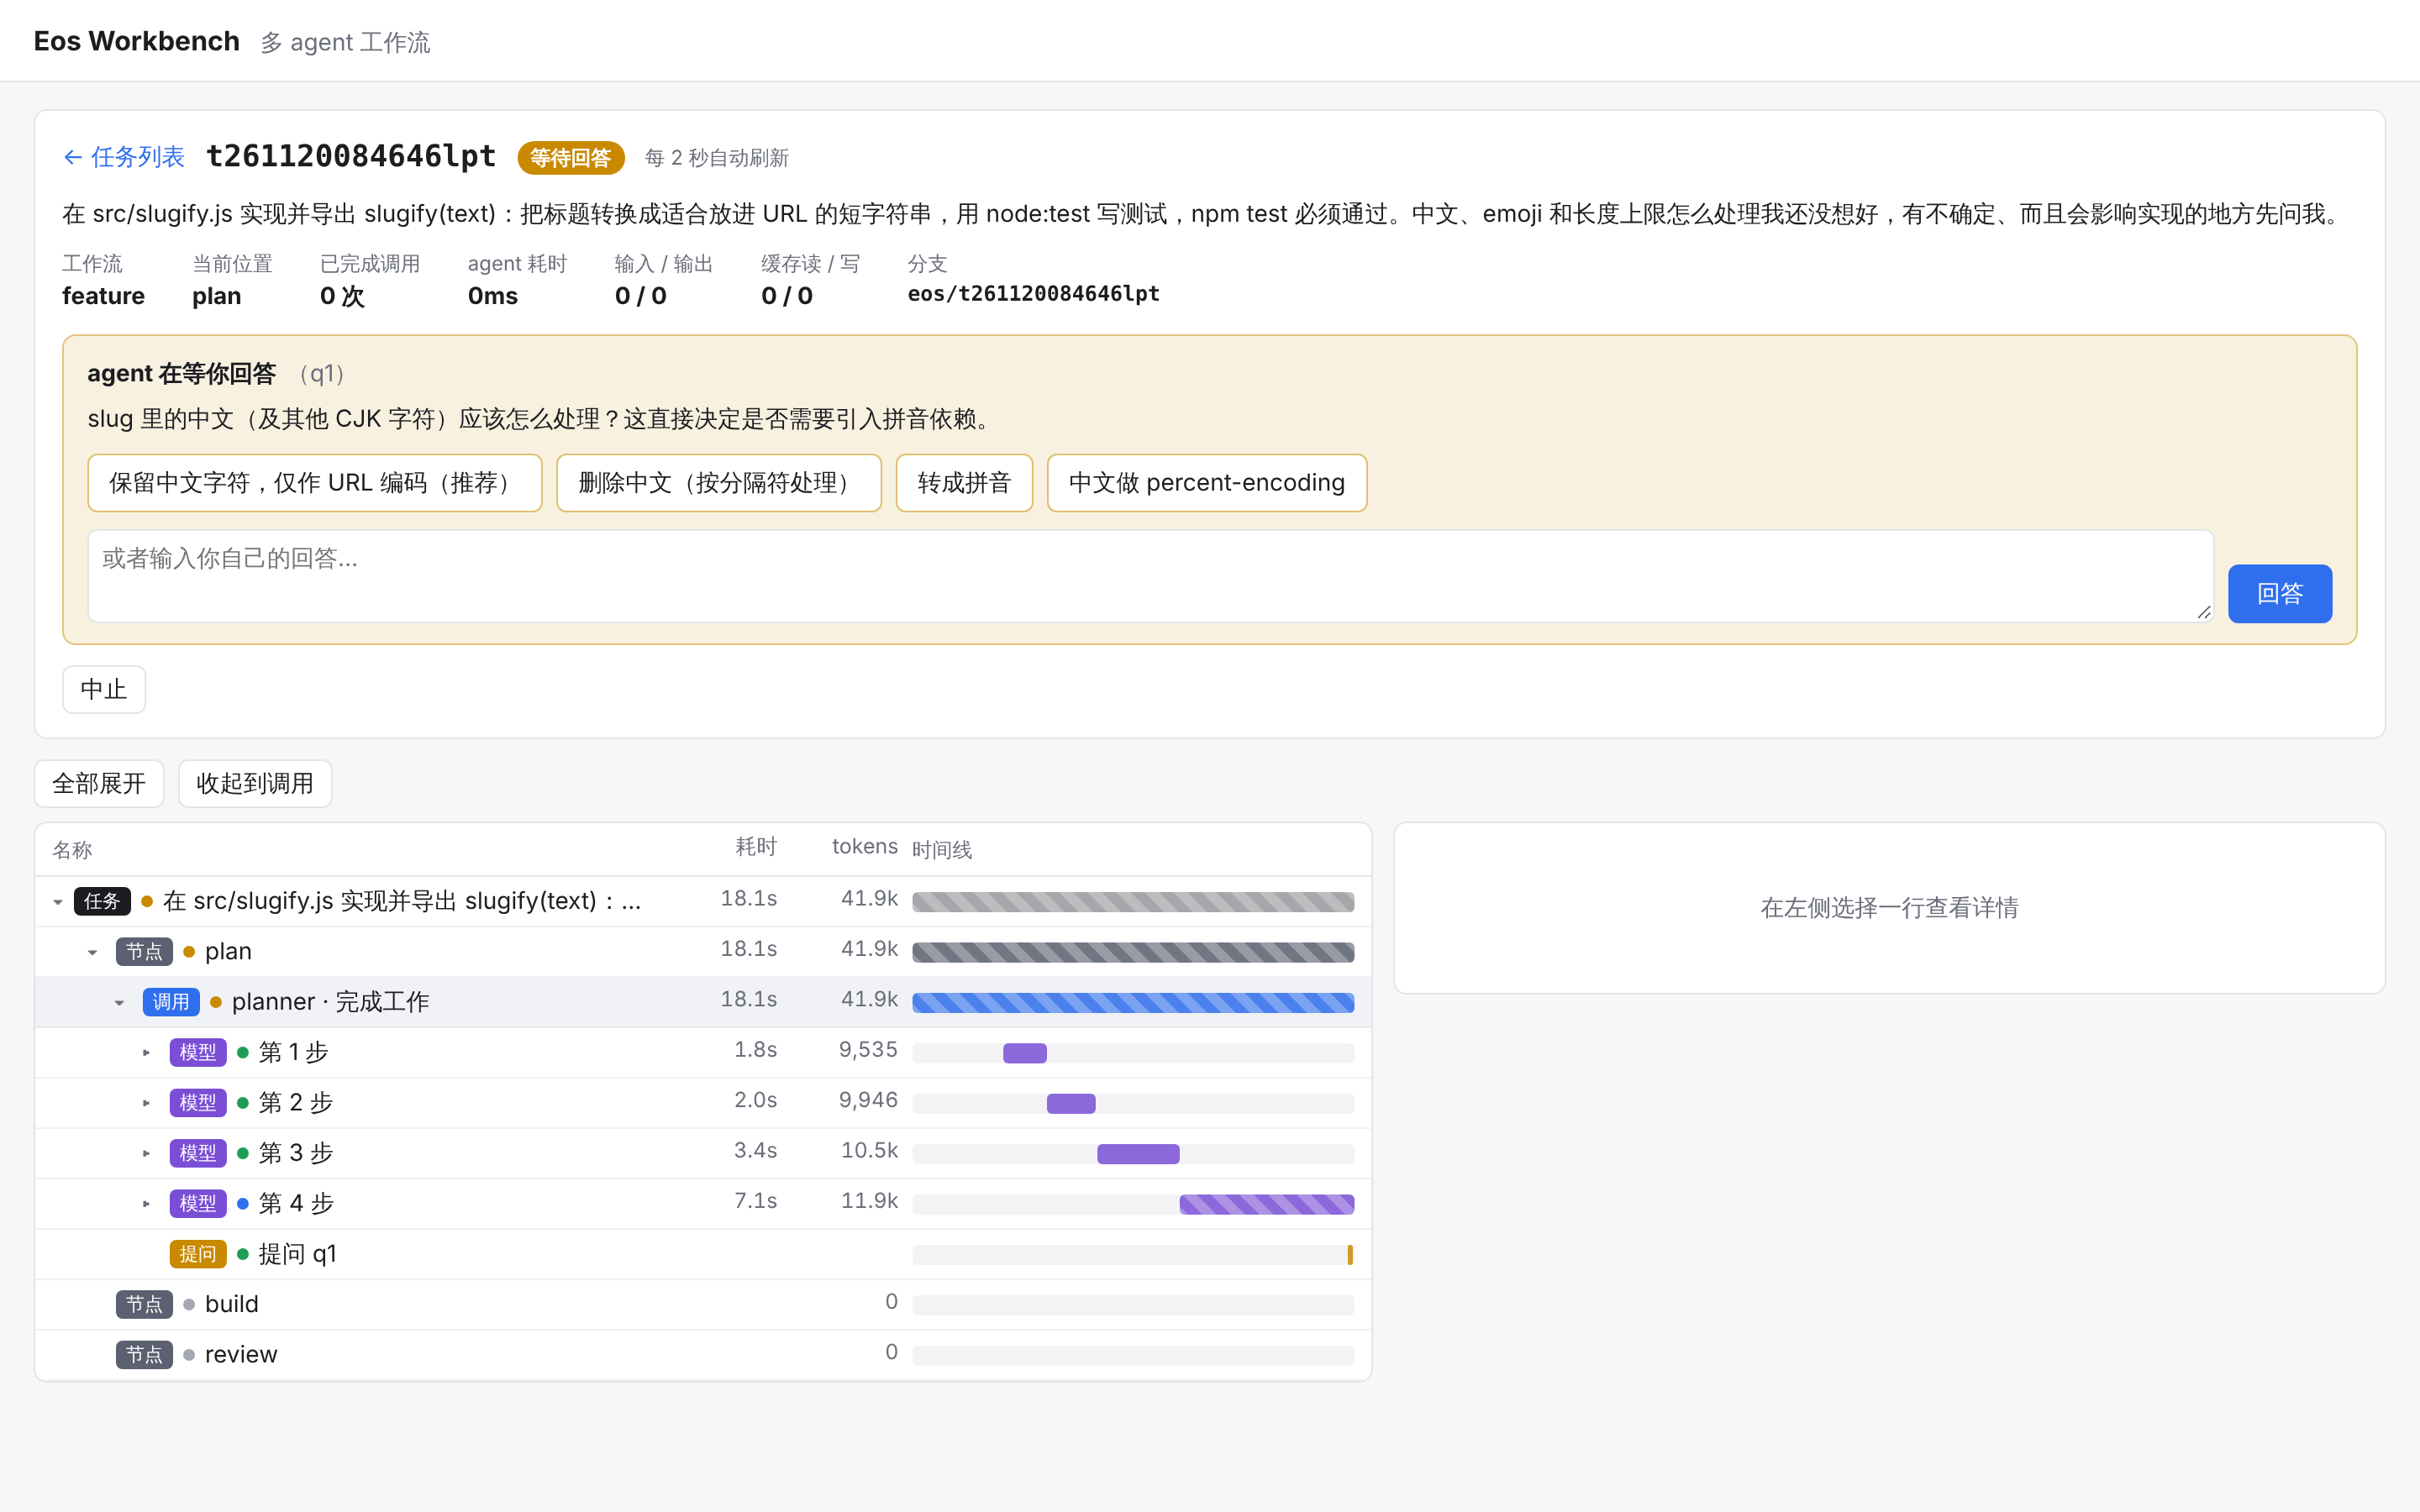 Eos Workbench 多 agent 工作流
← 任务列表 t261120084646lpt 等待回答 每 2 秒自动刷新
在 src/slugify.js 实现并导出 slugify(text)：把标题转换成适合放进 URL 的短字符串，用 node:test 写测试，npm test 必须通过。中文、emoji 和长度上限怎么处理我还没想好，有不确定、而且会影响实现的地方先问我。
工作流 当前位置 已完成调用 agent 耗时 输入 / 输出 缓存读 / 写 分支
feature plan 0 次 0ms 0 / 0 0 / 0 eos/t261120084646lpt
agent 在等你回答 （q1）
slug 里的中文（及其他 CJK 字符）应该怎么处理？这直接决定是否需要引入拼音依赖。
保留中文字符，仅作 URL 编码（推荐） 删除中文（按分隔符处理） 转成拼音 中文做 percent-encoding
或者输入你自己的回答...
回答
中止
全部展开 收起到调用
名称 耗时 tokens 时间线
任务 在 src/slugify.js 实现并导出 slugify(text)：... 18.1s 41.9k
节点 plan 18.1s 41.9k
调用 planner · 完成工作 18.1s 41.9k
模型 第 1 步 1.8s 9,535
模型 第 2 步 2.0s 9,946
模型 第 3 步 3.4s 10.5k
模型 第 4 步 7.1s 11.9k
提问 提问 q1
节点 build 0
节点 review 0
在左侧选择一行查看详情